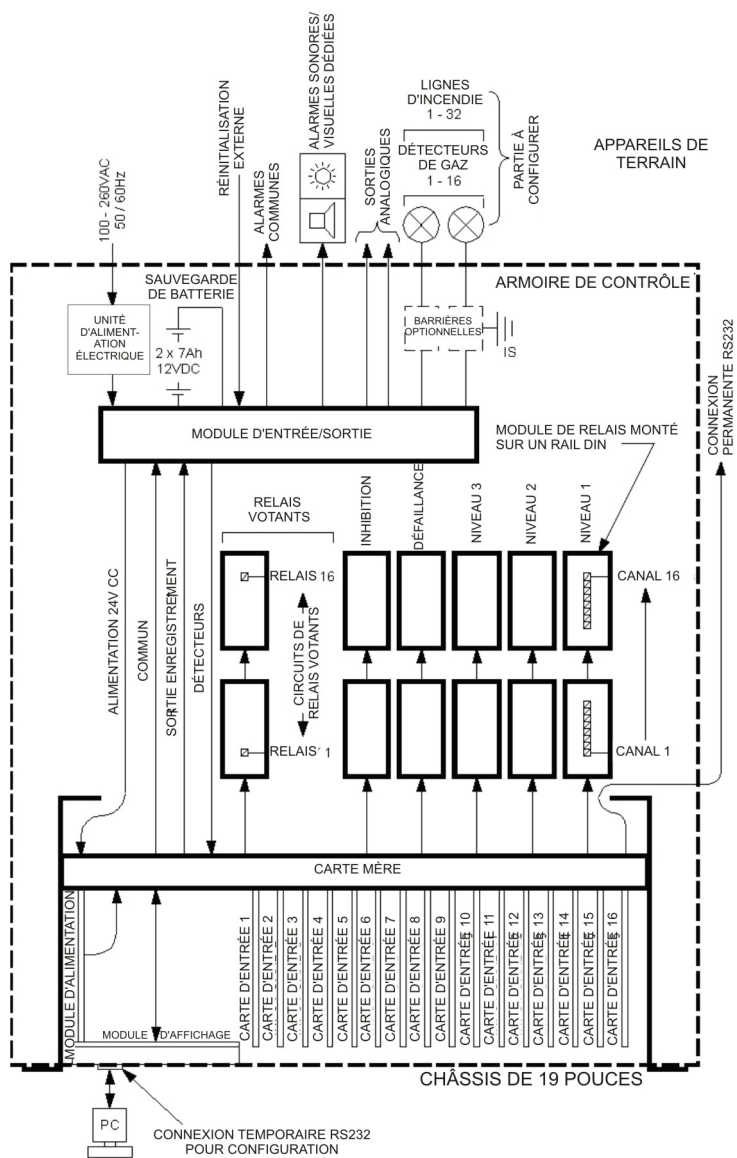 100 - 260VAC
50 / 60Hz
RÉINITIALISATION
EXTERNE
ALARMES
COMMUNES
ALARMES SONORES/
VISUELLES DÉDIÉES
SORTIES
ANALOGIQUES
LIGNES
D'INCENDIE
1 - 32
DÉTECTEURS
DE GAZ
1 - 16
PARTIE À
CONFIGURER
APPAREILS DE
TERRAIN
ARMOIRE DE CONTRÔLE
SAUVEGARDE
DE BATTERIE
UNITÉ
D'ALIMENT-
ATION
ÉLECTRIQUE
2 x 7Ah
12VDC
BARRIÈRES
OPTIONNELLES
IS
CONNEXION
PERMANENTE RS232
MODULE D'ENTRÉE/SORTIE
MODULE DE RELAIS MONTÉ
SUR UN RAIL DIN
ALIMENTATION 24V CC
COMMUN
SORTIE ENREGISTREMENT
DÉTECTEURS
RELAIS
VOTANTS
INHIBITION
DÉFAILLANCE
NIVEAU 3
NIVEAU 2
NIVEAU 1
RELAIS 16
CIRCUITS DE
RELAIS VOTANTS
RELAIS 1
CANAL 16
CANAL 1
CARTE MÈRE
MODULE D'ALIMENTATION
CARTE D'ENTRÉE 1
CARTE D'ENTRÉE 2
CARTE D'ENTRÉE 3
CARTE D'ENTRÉE 4
CARTE D'ENTRÉE 5
CARTE D'ENTRÉE 6
CARTE D'ENTRÉE 7
CARTE D'ENTRÉE 8
CARTE D'ENTRÉE 9
CARTE D'ENTRÉE 10
CARTE D'ENTRÉE 11
CARTE D'ENTRÉE 12
CARTE D'ENTRÉE 13
CARTE D'ENTRÉE 14
CARTE D'ENTRÉE 15
CARTE D'ENTRÉE 16
MODULE D'AFFICHAGE
CHÂSSIS DE 19 POUCES
PC
CONNEXION TEMPORAIRE RS232
POUR CONFIGURATION